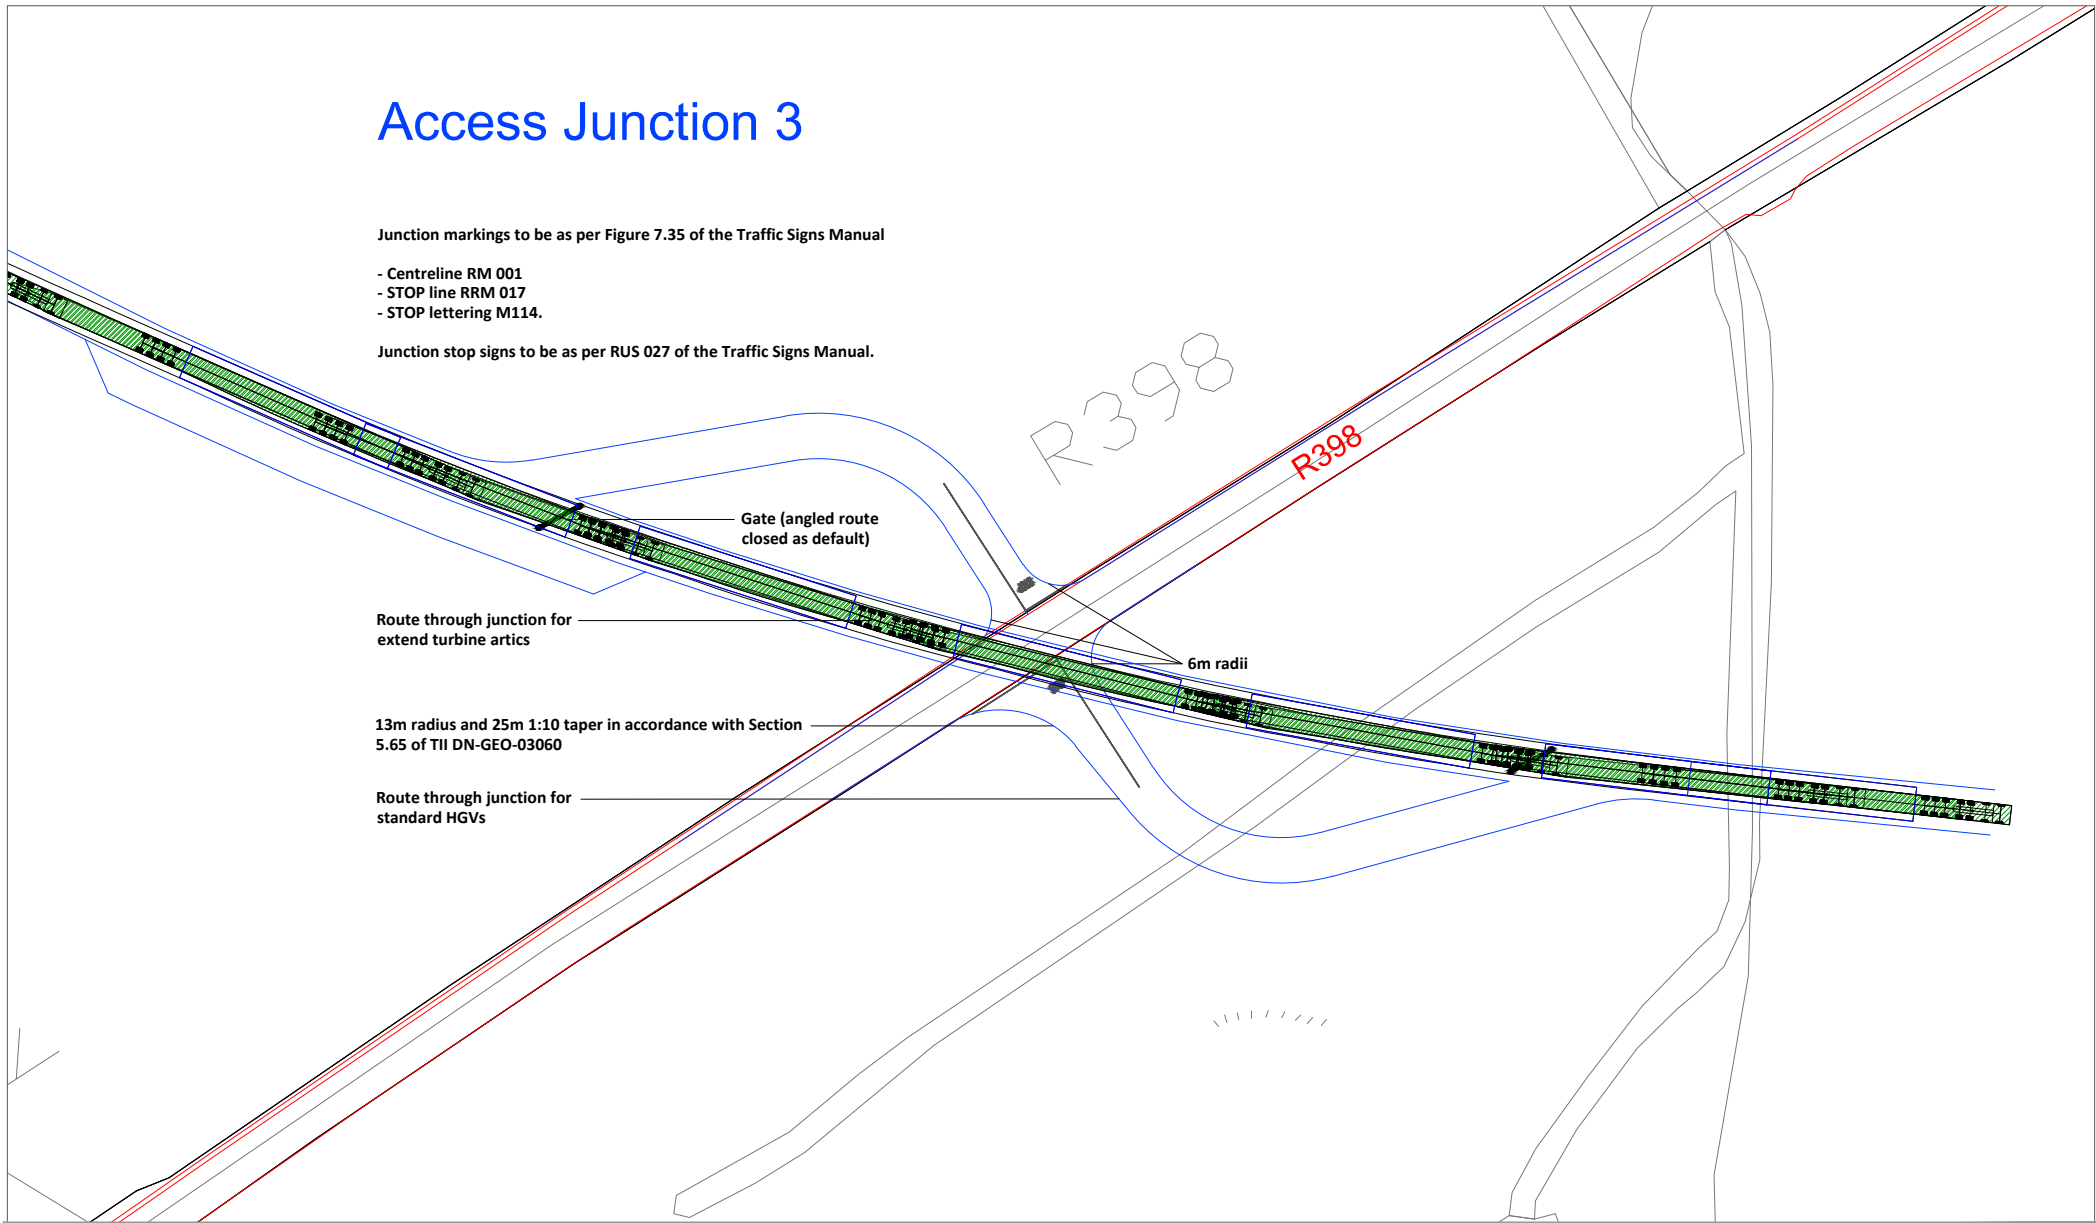 Access Junction 3
Junction markings to be as per Figure 7.35 of the Traffic Signs Manual
- Centreline RM 001
- STOP line RRM 017
- STOP lettering M114.
Junction stop signs to be as per RUS 027 of the Traffic Signs Manual.
R398
R398
Gate (angled route
closed as default)
Route through junction for
extend turbine artics
6m radii
13m radius and 25m 1:10 taper in accordance with Section
5.65 of TII DN-GEO-03060
Route through junction for
standard HGVs